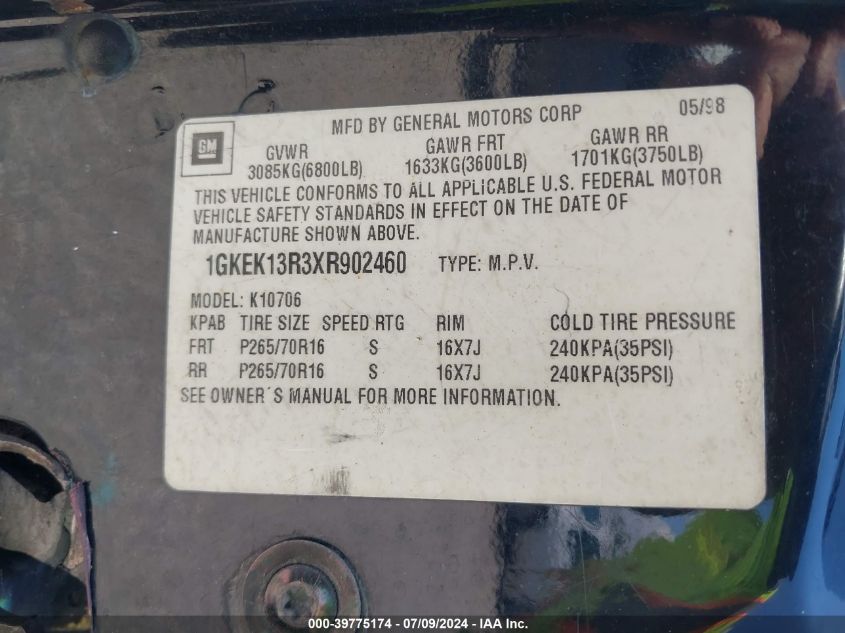 MFD BY GENERAL MOTORS CORP 05/98
GM
GVWR GAWR FRT GAWR RR
3085KG(6800LB) 1633KG(3600LB) 1701KG(3750LB)
THIS VEHICLE CONFORMS TO ALL APPLICABLE U.S. FEDERAL MOTOR
VEHICLE SAFETY STANDARDS IN EFFECT ON THE DATE OF
MANUFACTURE SHOWN ABOVE.
1GKEK13R3XR902460 TYPE: M.P.V.
MODEL: K10706
KPAB TIRE SIZE SPEED RTG RIM COLD TIRE PRESSURE
FRT P265/70R16 S 16X7J 240KPA(35PSI)
RR P265/70R16 S 16X7J 240KPA(35PSI)
SEE OWNER´S MANUAL FOR MORE INFORMATION.
000-39775174 - 07/09/2024 - IAA Inc.